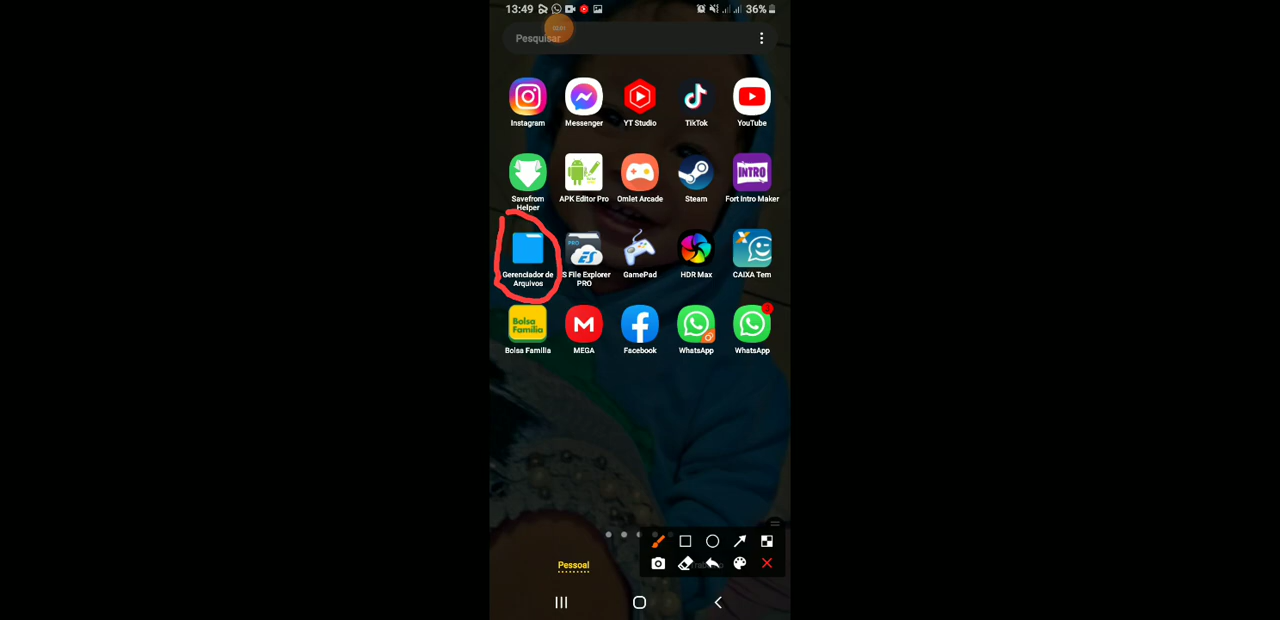 13:49
36%
Pesquisar
Instagram
Messenger
YT Studio
TikTok
YouTube
INTRO
Savefrom
Helper
APK Editor Pro
Omlet Arcade
Steam
Fort Intro Maker
PRO
ES
Gerenciador de
Arquivos
S File Explorer
PRO
GamePad
HDR Max
CAIXA Tem
Bolsa
Família
Bolsa Família
MEGA
Facebook
WhatsApp
WhatsApp
Pessoal